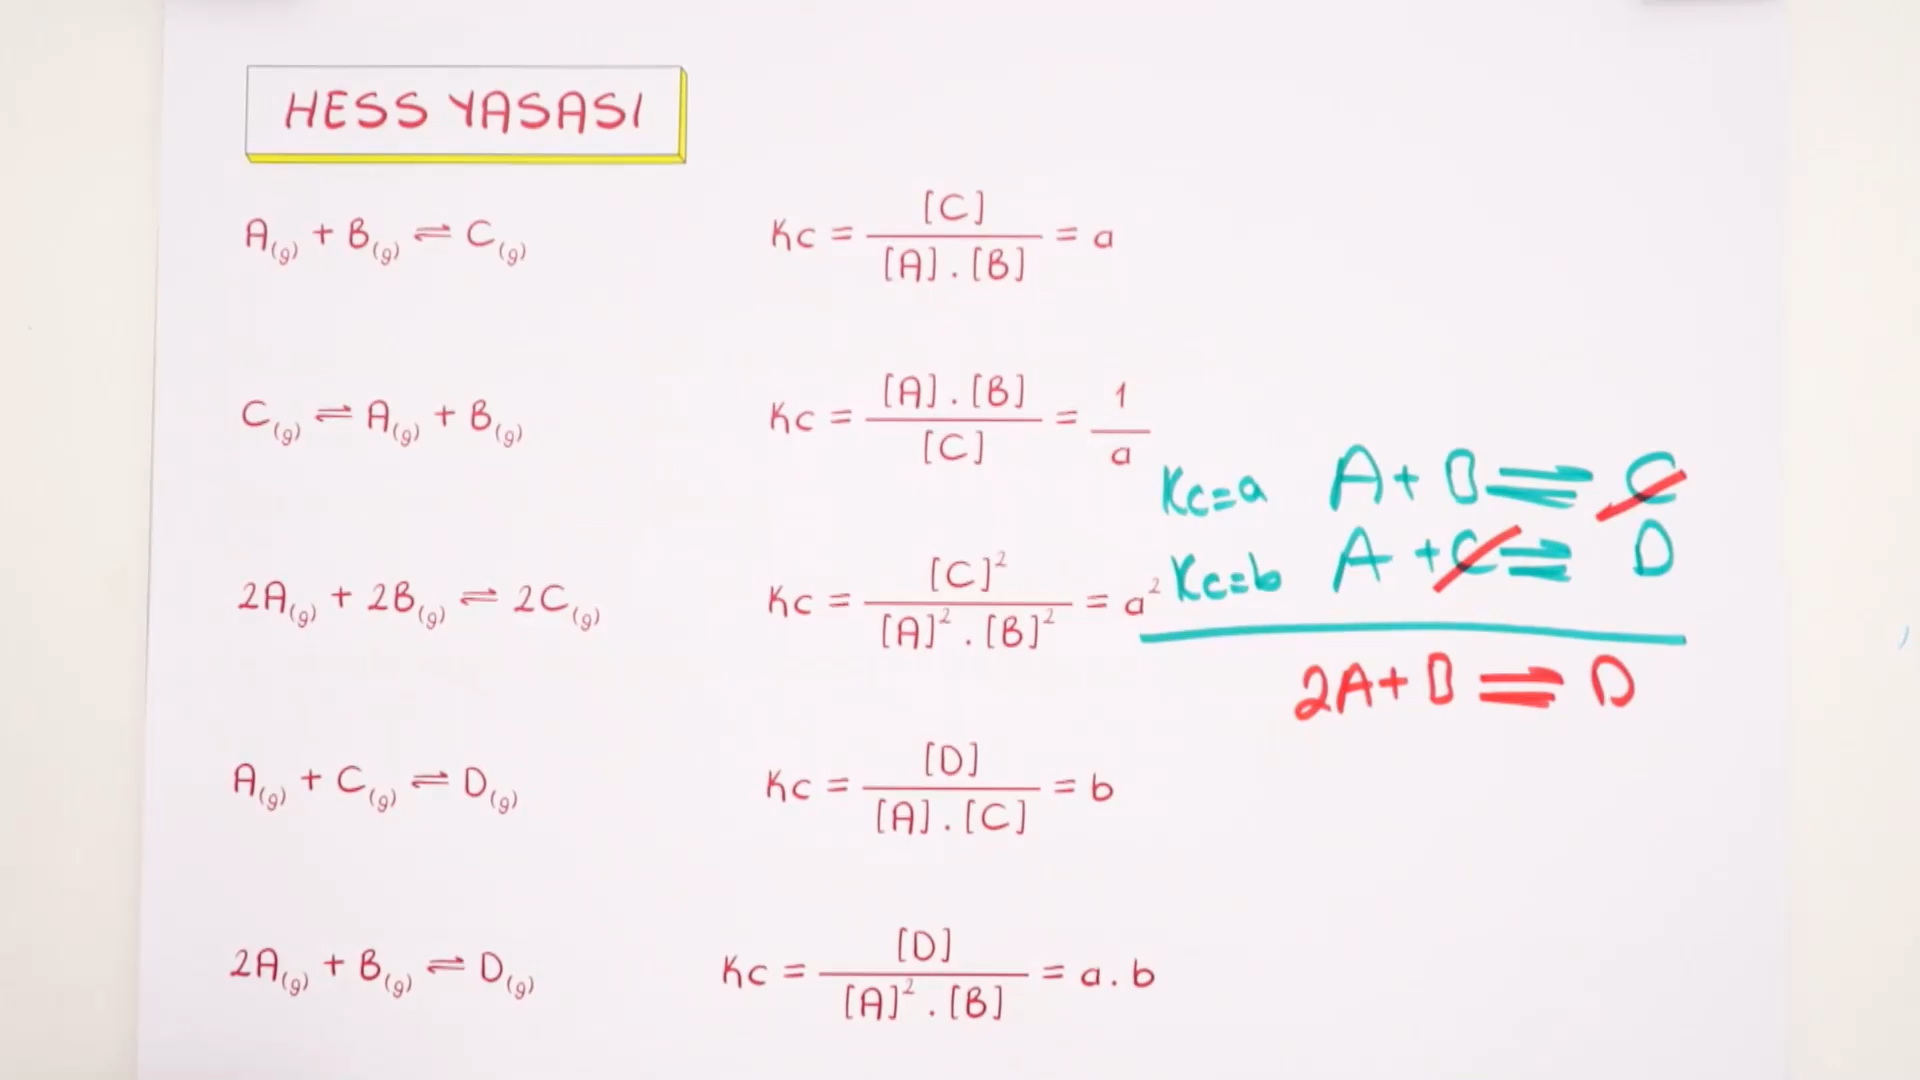 HESS YASASI
A(g) + B(g) ⇌ C(g)
Kc = [C] / [A] . [B] = a
C(g) ⇌ A(g) + B(g)
Kc = [A] . [B] / [C] = 1 / a
Kc=a A+ B ⇌ C
Kc=b A +C ⇌ D
2A+ B ⇌ D
2A(g) + 2B(g) ⇌ 2C(g)
Kc = [C]² / [A]² . [B]² = a²
A(g) + C(g) ⇌ D(g)
Kc = [D] / [A] . [C] = b
2A(g) + B(g) ⇌ D(g)
Kc = [D] / [A]² . [B] = a . b